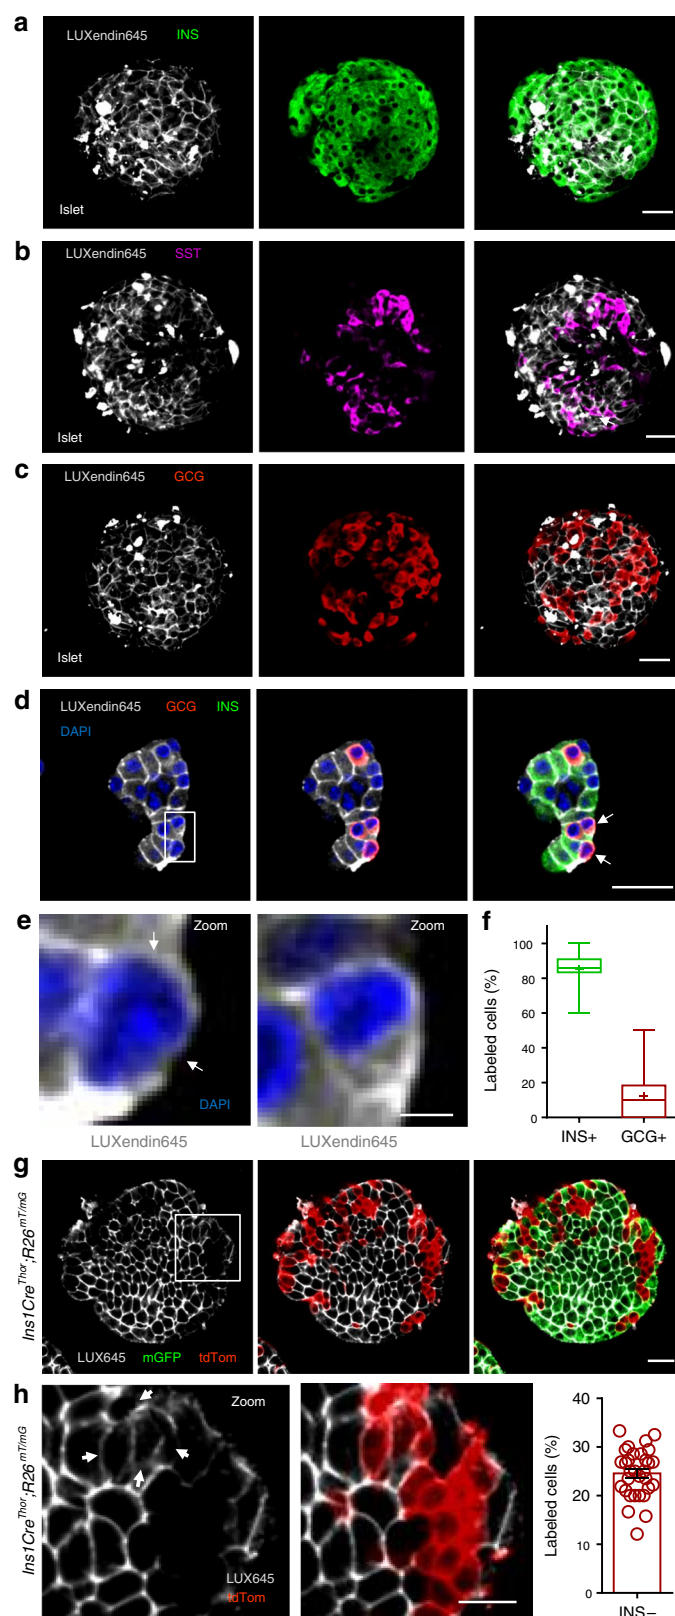 a
LUXendin645 INS
Islet
b
LUXendin645 SST
Islet
c
LUXendin645 GCG
Islet
d
LUXendin645 GCG INS
DAPI
e
Zoom
Zoom
DAPI
LUXendin645
LUXendin645
f
Labeled cells (%)
100
80
60
40
20
0
INS+ GCG+
g
Ins1Cre^Thor;R26^mT/mG
LUX645 mGFP tdTom
h
Ins1Cre^Thor;R26^mT/mG
Zoom
LUX645
tdTom
Labeled cells (%)
40
30
20
10
0
INS–